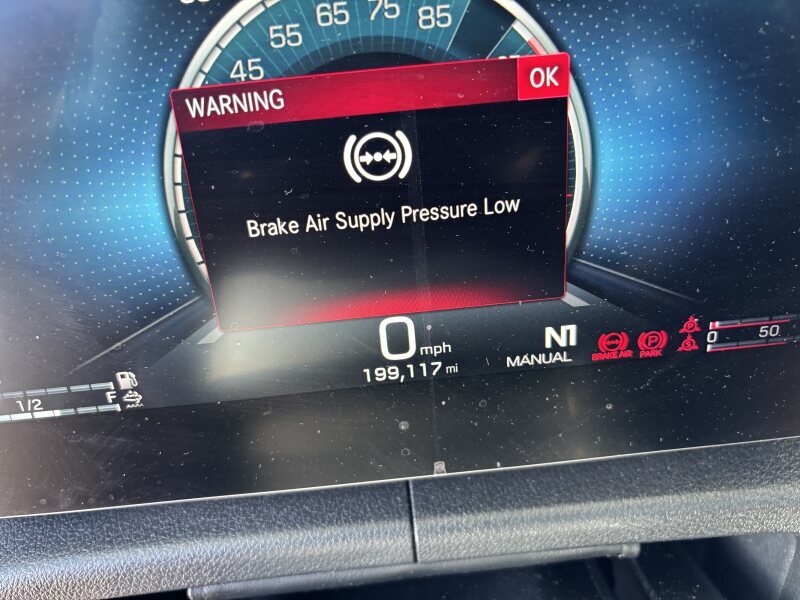 45 55 65 75 85
WARNING OK
Brake Air Supply Pressure Low
0 mph
199,117 mi
N1
MANUAL
BRAKE AIR
P
PARK
P
S
0 50
1/2 F